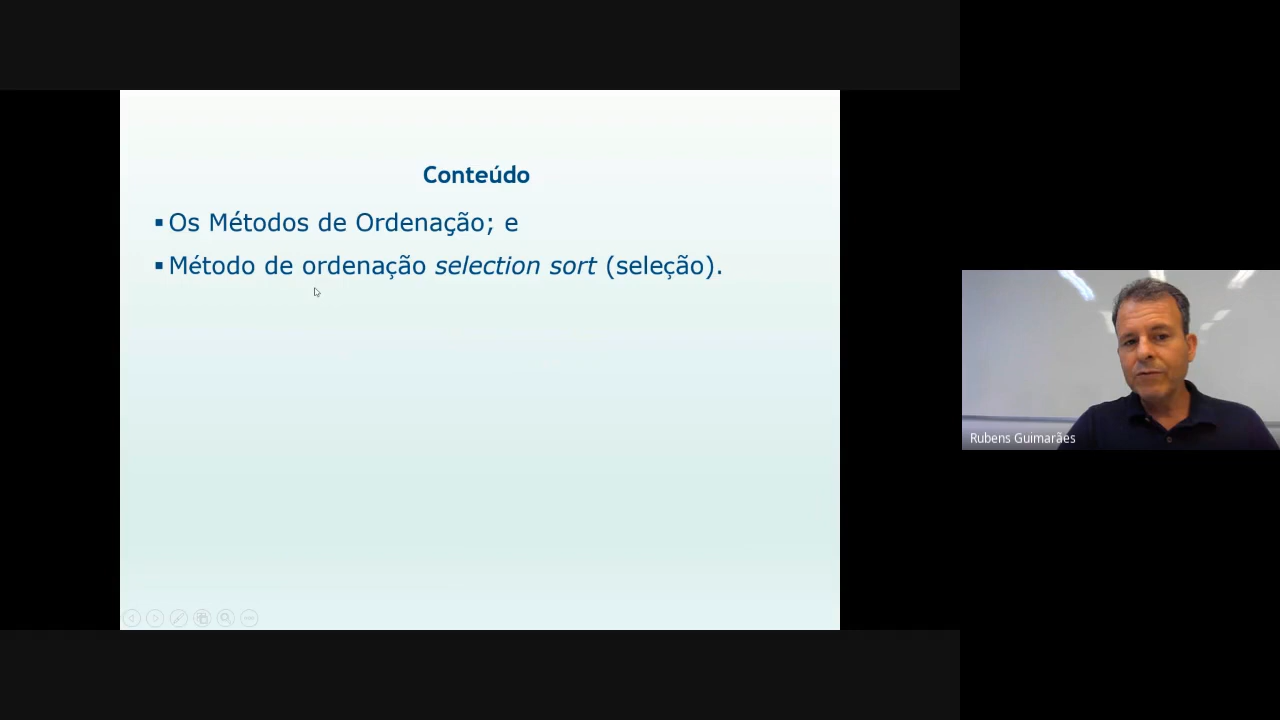 Conteúdo
▪ Os Métodos de Ordenação; e
▪ Método de ordenação selection sort (seleção).
Rubens Guimarães